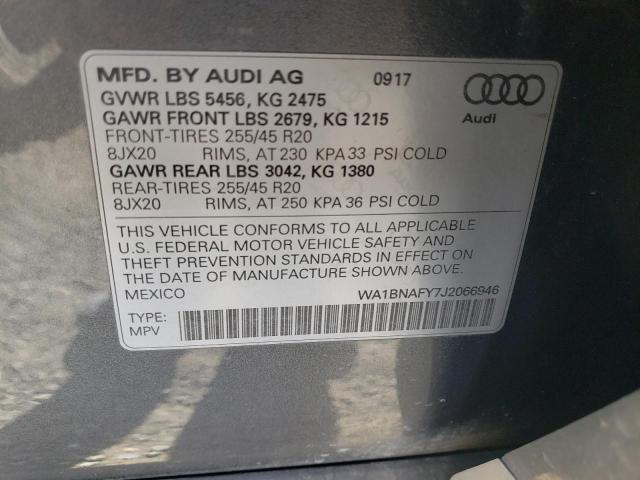 MFD. BY AUDI AG 0917
GVWR LBS 5456, KG 2475
GAWR FRONT LBS 2679, KG 1215
FRONT-TIRES 255/45 R20
8JX20 RIMS, AT 230 KPA 33 PSI COLD
GAWR REAR LBS 3042, KG 1380
REAR-TIRES 255/45 R20
8JX20 RIMS, AT 250 KPA 36 PSI COLD
Audi
THIS VEHICLE CONFORMS TO ALL APPLICABLE
U.S. FEDERAL MOTOR VEHICLE SAFETY AND
THEFT PREVENTION STANDARDS IN EFFECT ON
THE DATE OF MANUFACTURE SHOWN ABOVE.
MEXICO WA1BNAFY7J2066946
TYPE:
MPV